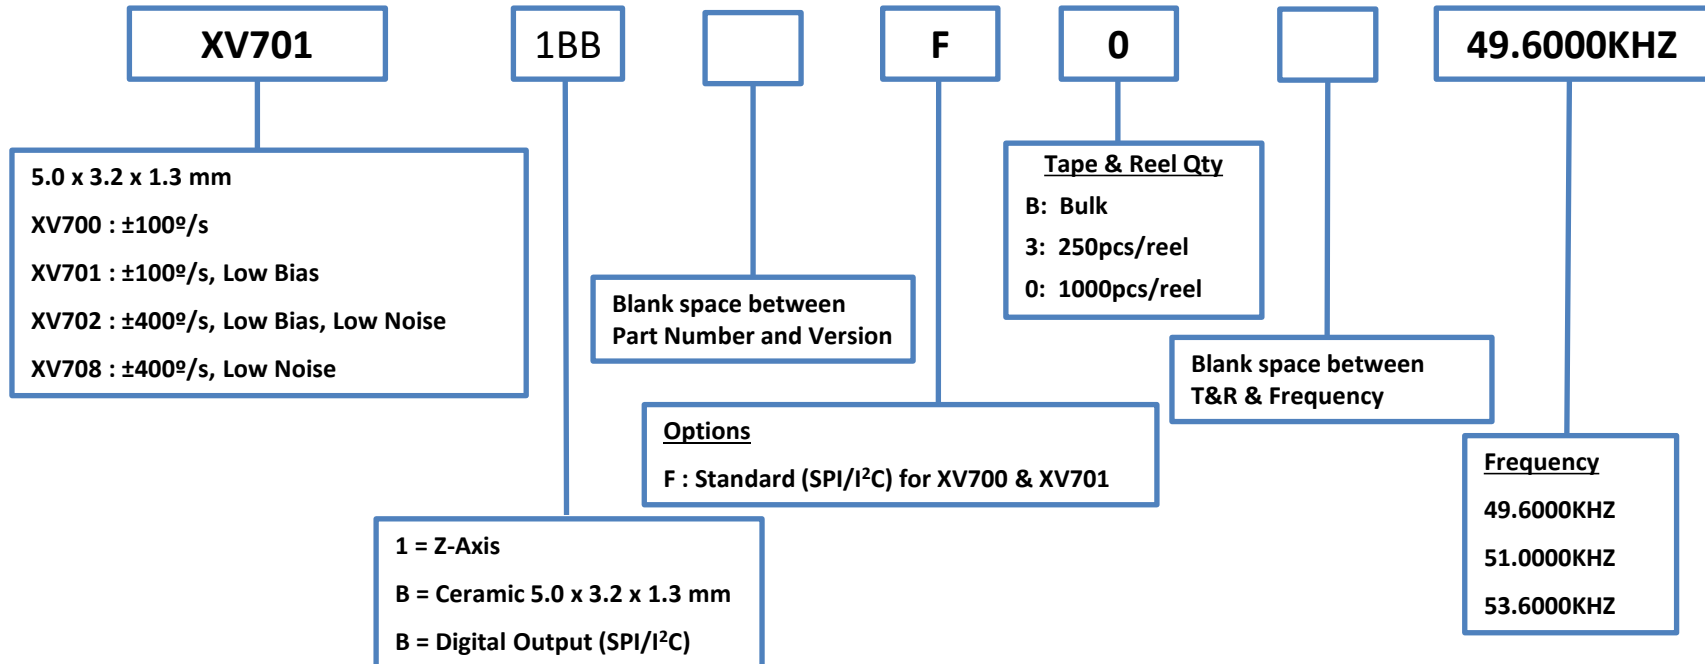 XV701
1BB
F
0
49.6000KHZ
5.0 x 3.2 x 1.3 mm
XV700 : ±100º/s
XV701 : ±100º/s, Low Bias
XV702 : ±400º/s, Low Bias, Low Noise
XV708 : ±400º/s, Low Noise
1 = Z-Axis
B = Ceramic 5.0 x 3.2 x 1.3 mm
B = Digital Output (SPI/I²C)
Blank space between
Part Number and Version
Options
F : Standard (SPI/I²C) for XV700 & XV701
Tape & Reel Qty
B: Bulk
3: 250pcs/reel
0: 1000pcs/reel
Blank space between
T&R & Frequency
Frequency
49.6000KHZ
51.0000KHZ
53.6000KHZ